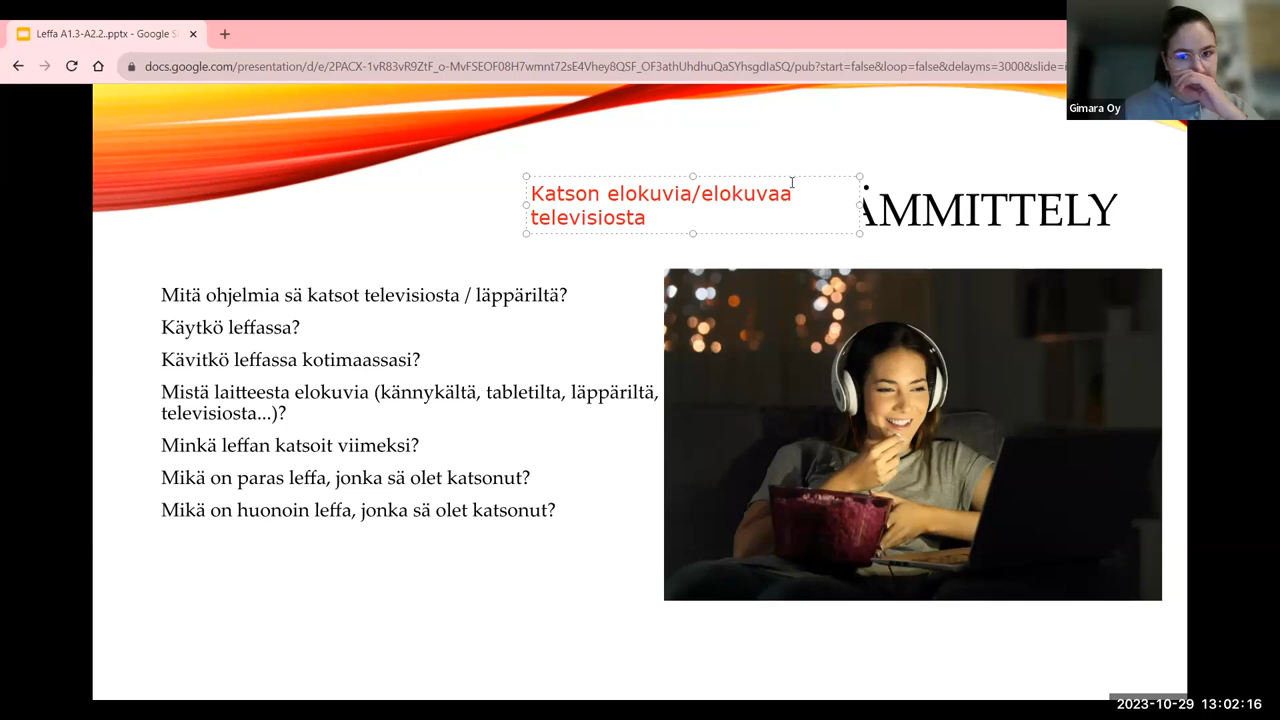 Leffa A1.3-A2.2..pptx - Google S
docs.google.com/presentation/d/e/2PACX-1vR83vR9ZtF_o-MvFSHOF08H7wmnt72sE4Vhey8QSF_OF3athUhdhuQaSYhsgdIaSQ/pub?start=false&loop=false&delayms=3000&slide=i
Gimara Oy
Katson elokuvia/elokuvaa
televisiosta
ÄMMITTELY
Mitä ohjelmia sä katsot televisiosta / läppäriltä?
Käytkö leffassa?
Kävitkö leffassa kotimaassasi?
Mistä laitteesta elokuvia (kännykältä, tabletilta, läppäriltä,
televisiosta...)?
Minkä leffan katsoit viimeksi?
Mikä on paras leffa, jonka sä olet katsonut?
Mikä on huonoin leffa, jonka sä olet katsonut?
2023-10-29 13:02:16